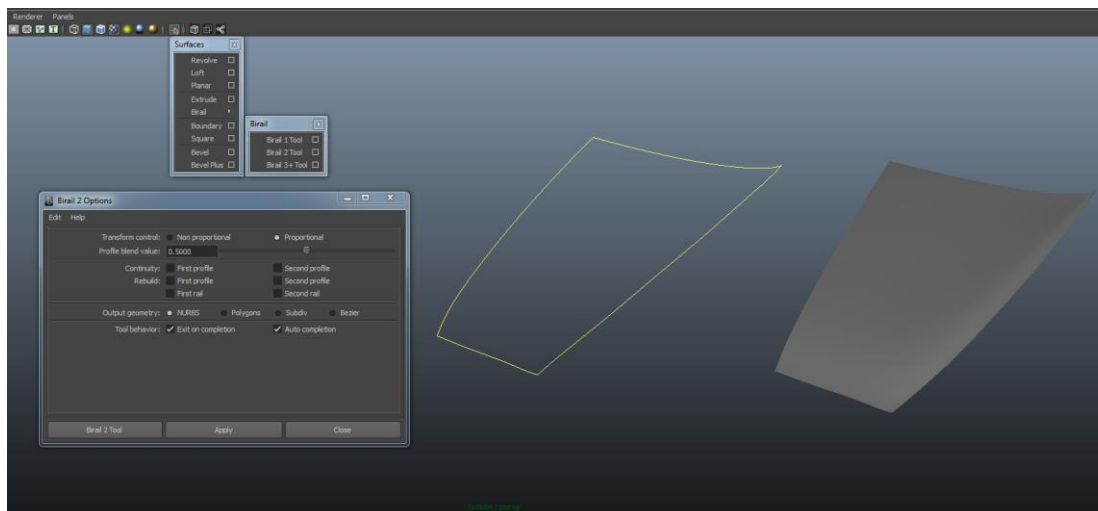 Renderer Panels
Surfaces
Revolve
Loft
Planar
Extrude
Birail
Boundary
Square
Bevel
Bevel Plus
Birail
Birail 1 Tool
Birail 2 Tool
Birail 3+ Tool
Birail 2 Options
Edit Help
Transform control: Non proportional Proportional
Profile blend value: 0.5000
Continuity: First profile Second profile
Rebuild: First profile Second profile
First rail Second rail
Output geometry: NURBS Polygons Subdiv Bezier
Tool behavior: Exit on completion Auto completion
Birail 2 Tool Apply Close